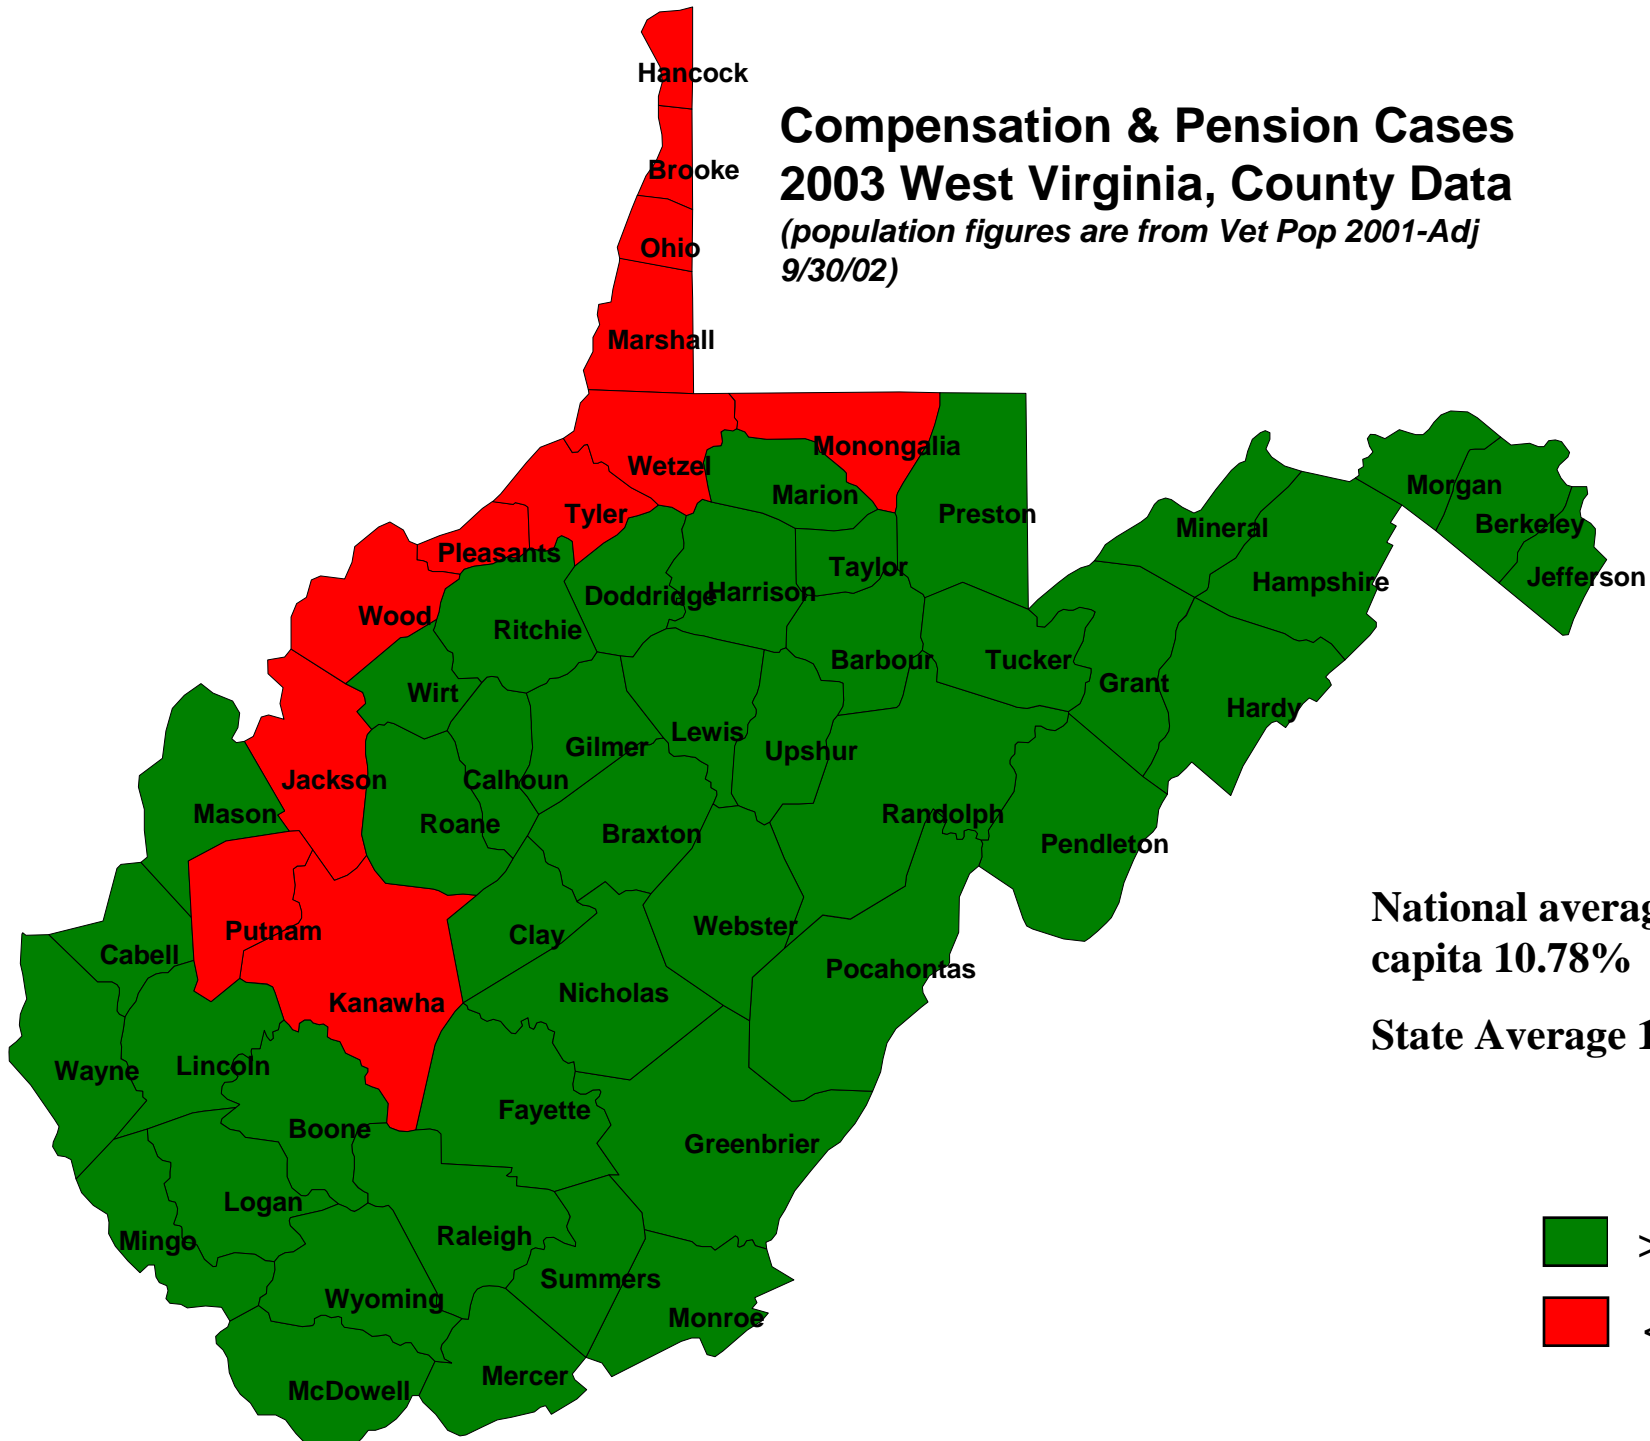 Hancock
Compensation & Pension Cases
2003 West Virginia, County Data
(population figures are from Vet Pop 2001-Adj
9/30/02)
Brooke
Ohio
Marshall
Monongalia
Wetzel
Marion
Morgan
Tyler
Preston
Mineral
Berkeley
Pleasants
Taylor
Jefferson
Hampshire
Doddridge
Harrison
Wood
Ritchie
Barbour
Tucker
Grant
Wirt
Hardy
Lewis
Gilmer
Upshur
Jackson
Calhoun
Mason
Randolph
Roane
Braxton
Pendleton
National
capita 10.78%
Webster
Putnam
Clay
Cabell
Pocahontas
Nicholas
Kanawha
State Average
Lincoln
Wayne
Fayette
Boone
Greenbrier
Logan
Raleigh
Mingo
>
Summers
Wyoming
Monroe
<
Mercer
McDowell